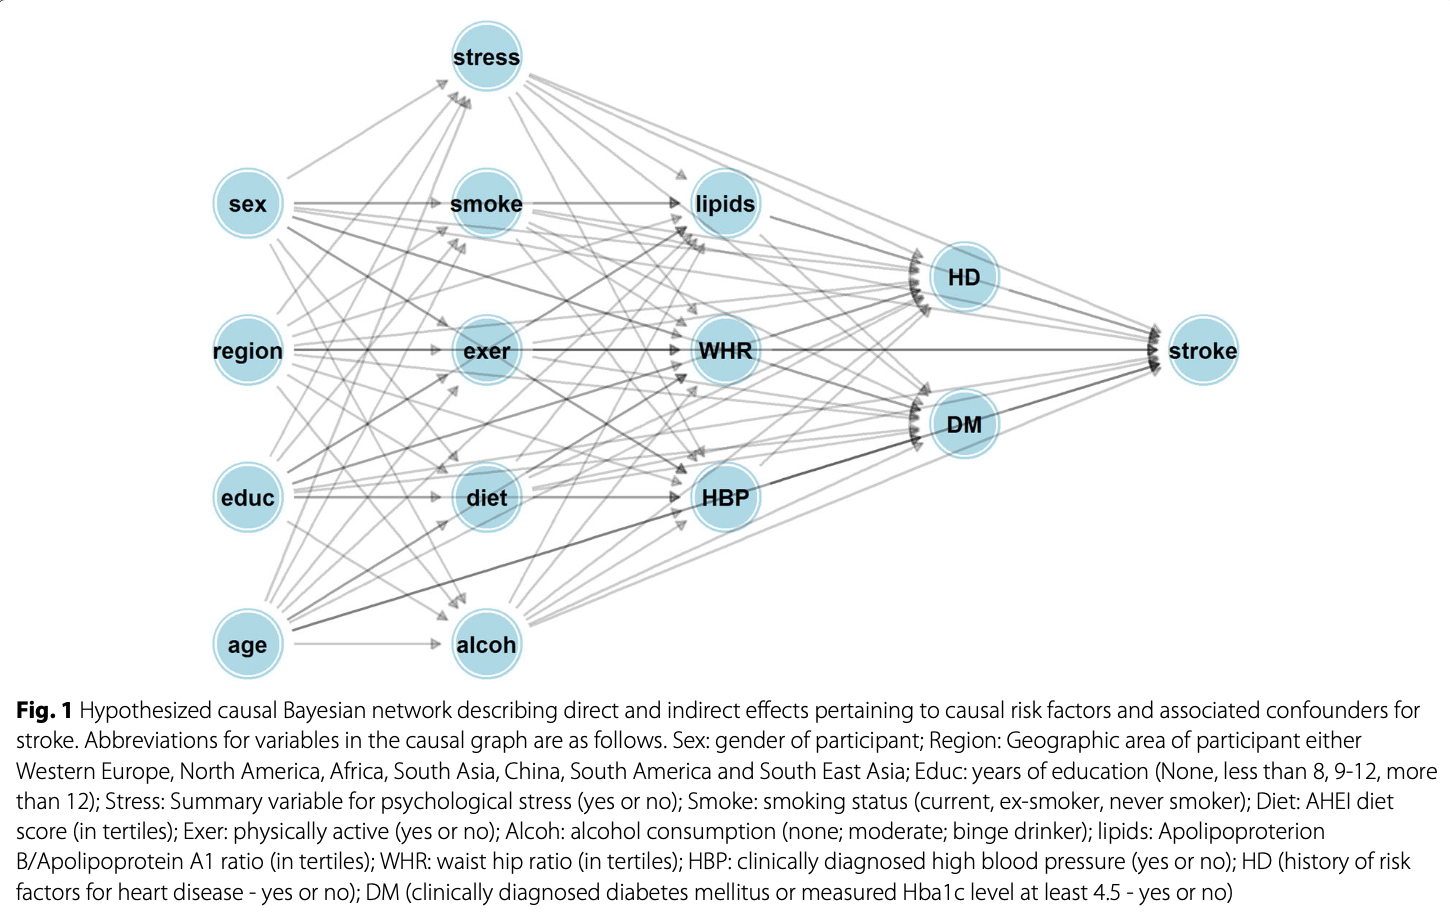 stress
sex
smoke
lipids
HD
region
exer
WHR
stroke
DM
educ
diet
HBP
age
alcoh
Fig. 1 Hypothesized causal Bayesian network describing direct and indirect effects pertaining to causal risk factors and associated confounders for
stroke. Abbreviations for variables in the causal graph are as follows. Sex: gender of participant; Region: Geographic area of participant either
Western Europe, North America, Africa, South Asia, China, South America and South East Asia; Educ: years of education (None, less than 8, 9-12, more
than 12); Stress: Summary variable for psychological stress (yes or no); Smoke: smoking status (current, ex-smoker, never smoker); Diet: AHEI diet
score (in tertiles); Exer: physically active (yes or no); Alcoh: alcohol consumption (none; moderate; binge drinker); lipids: Apolipoproterion
B/Apolipoprotein A1 ratio (in tertiles); WHR: waist hip ratio (in tertiles); HBP: clinically diagnosed high blood pressure (yes or no); HD (history of risk
factors for heart disease - yes or no); DM (clinically diagnosed diabetes mellitus or measured Hba1c level at least 4.5 - yes or no)